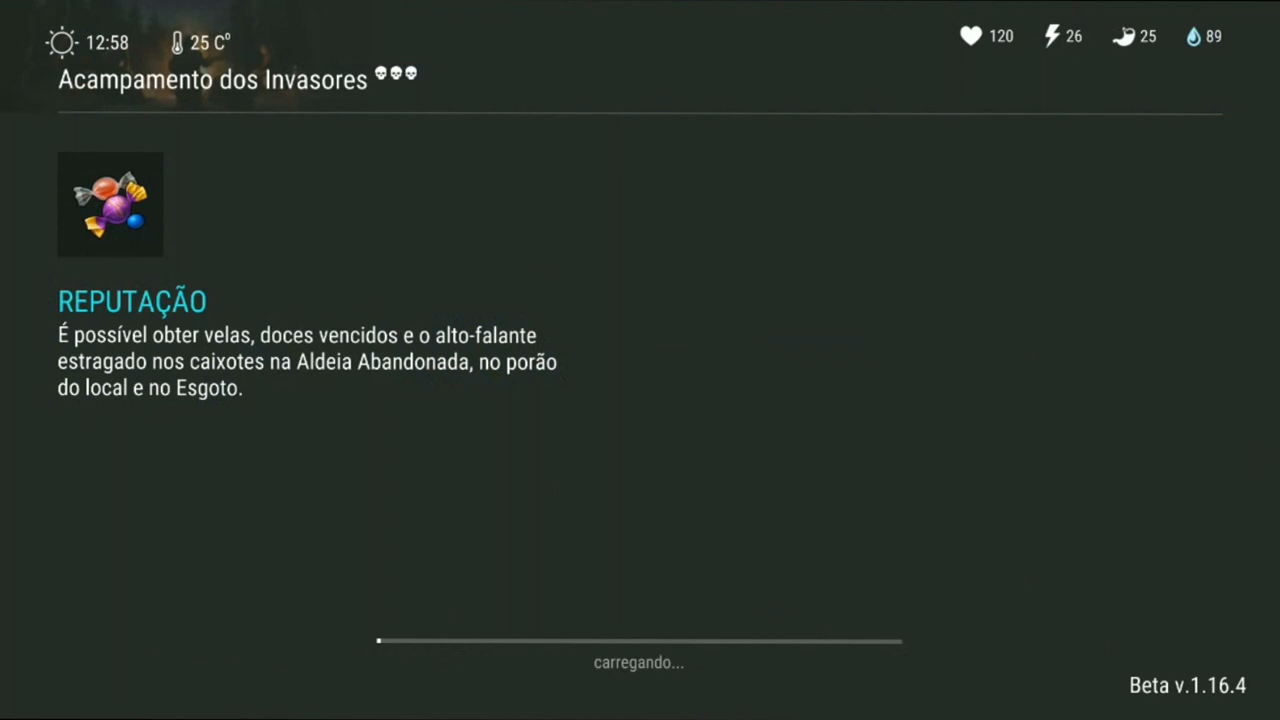 12:58
25 Cº
120
26
25
89
Acampamento dos Invasores
REPUTAÇÃO
É possível obter velas, doces vencidos e o alto-falante
estragado nos caixotes na Aldeia Abandonada, no porão
do local e no Esgoto.
carregando...
Beta v.1.16.4